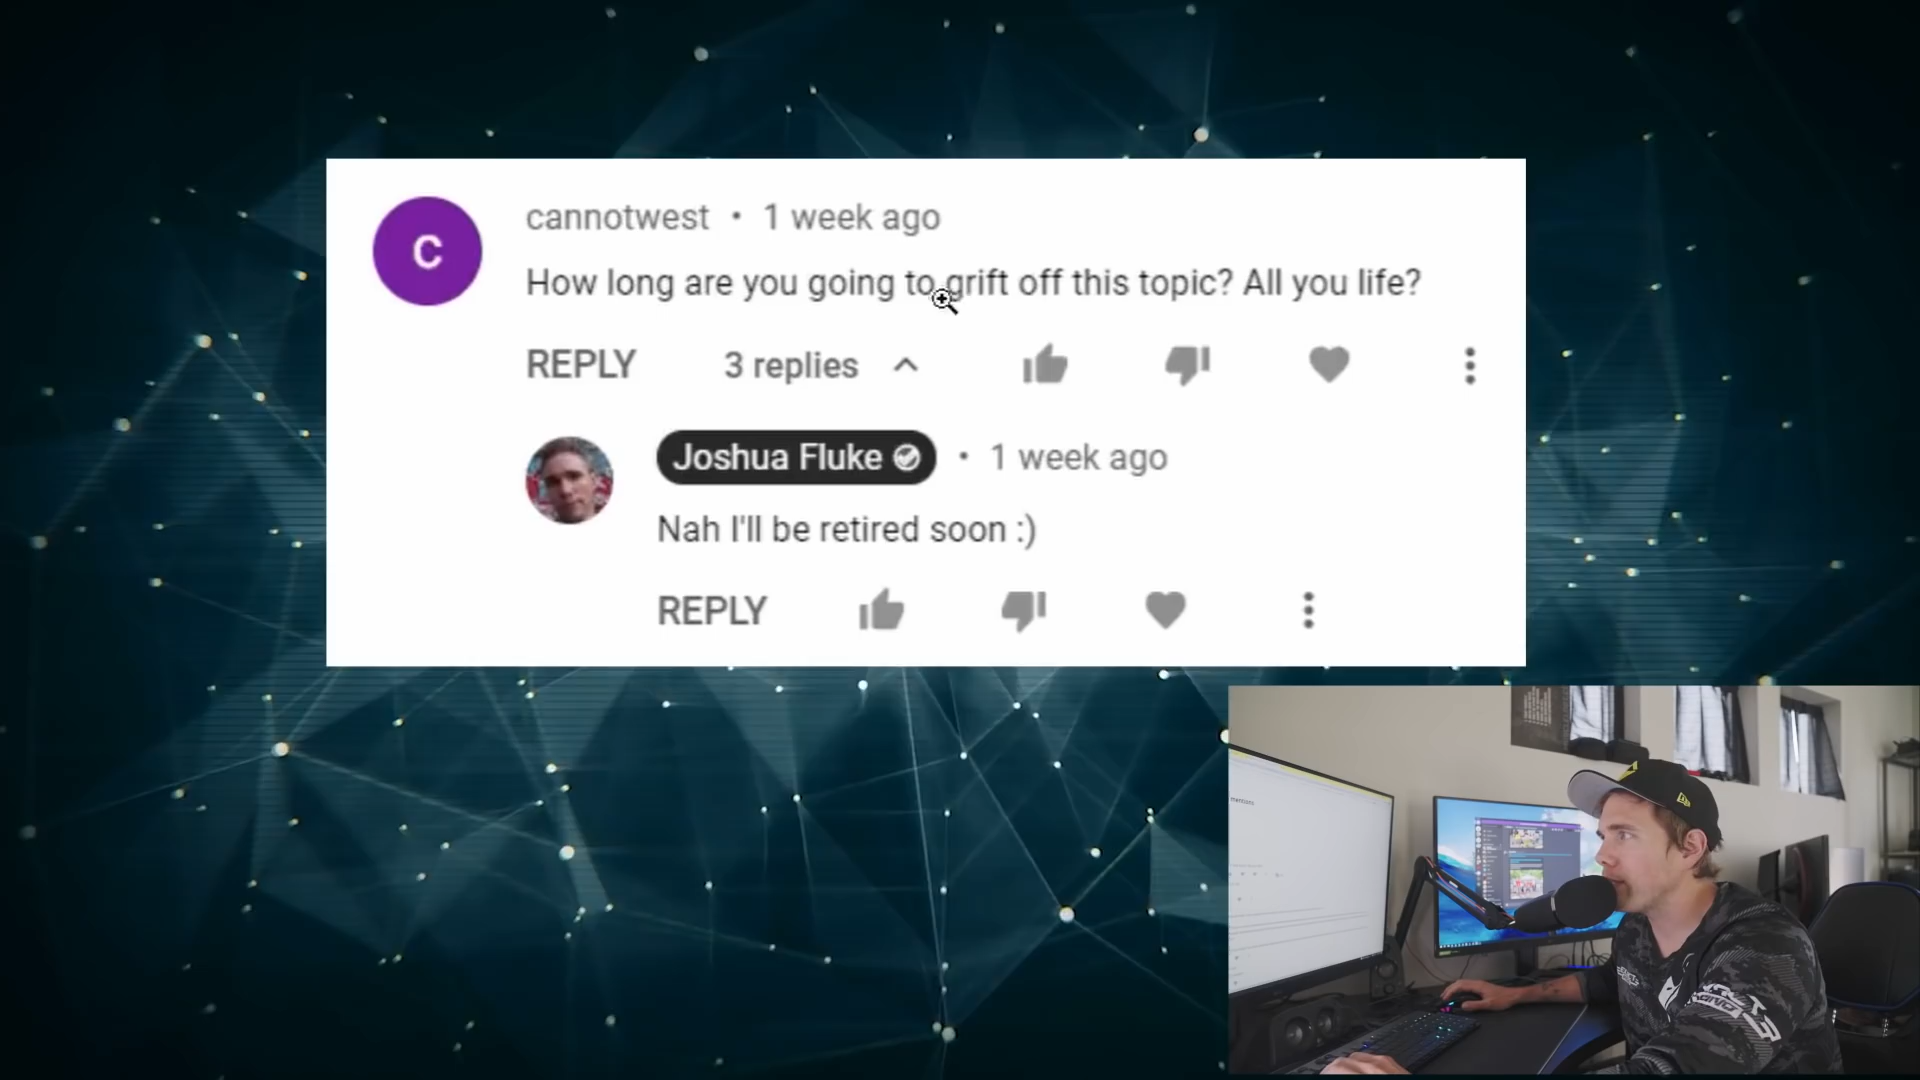 C
cannotwest • 1 week ago
How long are you going to grift off this topic? All you life?
REPLY 3 replies
Joshua Fluke • 1 week ago
Nah I'll be retired soon :)
REPLY